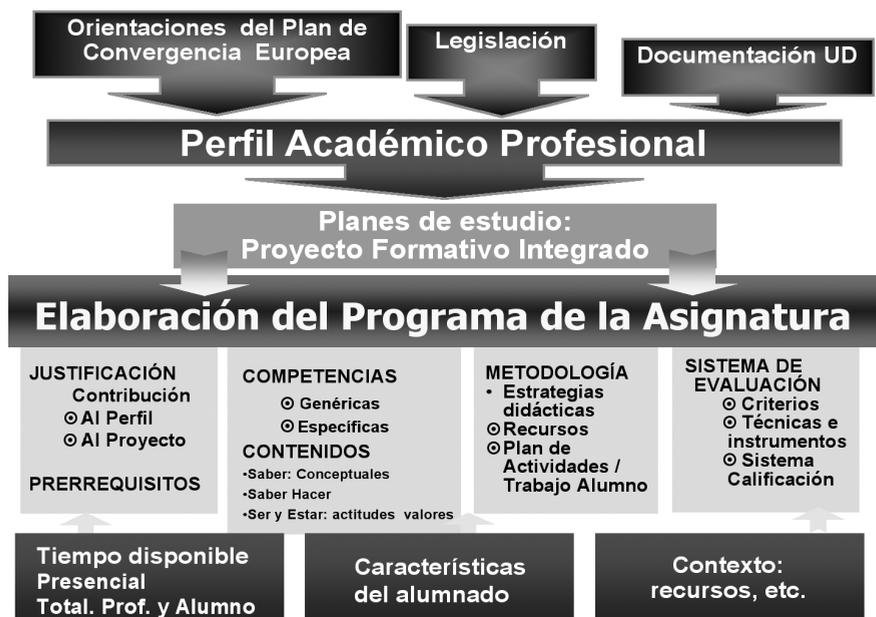 Orientaciones del Plan de
Convergencia Europea
Legislación
Documentación UD
Perfil Académico Profesional
Planes de estudio:
Proyecto Formativo Integrado
Elaboración del Programa de la Asignatura
JUSTIFICACIÓN
Contribución
Al Perfil
Al Proyecto
PRERREQUISITOS
COMPETENCIAS
Genéricas
Específicas
CONTENIDOS
•Saber: Conceptuales
•Saber Hacer
•Ser y Estar: actitudes valores
METODOLOGÍA
• Estrategias
didácticas
Recursos
Plan de
Actividades /
Trabajo Alumno
SISTEMA DE
EVALUACIÓN
Criterios
Técnicas e
instrumentos
Sistema
Calificación
Tiempo disponible
Presencial
Total. Prof. y Alumno
Características
del alumnado
Contexto:
recursos, etc.